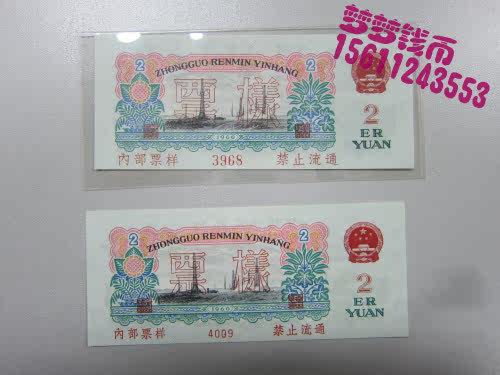 梦梦钱币
15611243553
2 ZHONGGUO RENMIN YINHANG 2
票 樣
2
1960
ER
YUAN
内部票样 3968 禁止流通
2 ZHONGGUO RENMIN YINHANG 2
票 樣
2
1960
ER
YUAN
内部票样 4009 禁止流通